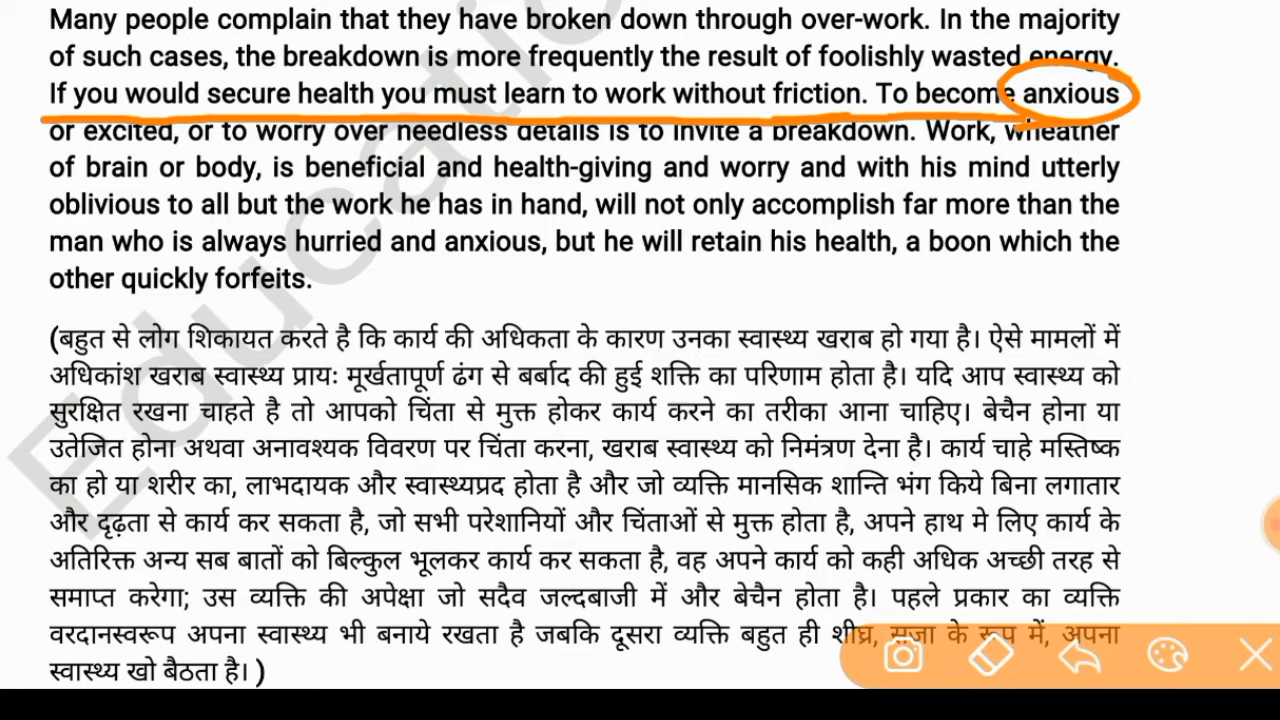 Many people complain that they have broken down through over-work. In the majority
of such cases, the breakdown is more frequently the result of foolishly wasted energy.
If you would secure health you must learn to work without friction. To become anxious
or excited, or to worry over needless details is to invite a breakdown. Work, wheather
of brain or body, is beneficial and health-giving and worry and with his mind utterly
oblivious to all but the work he has in hand, will not only accomplish far more than the
man who is always hurried and anxious, but he will retain his health, a boon which the
other quickly forfeits.
(बहुत से लोग शिकायत करते है कि कार्य की अधिकता के कारण उनका स्वास्थ्य खराब हो गया है। ऐसे मामलों में
अधिकांश खराब स्वास्थ्य प्रायः मूर्खतापूर्ण ढंग से बर्बाद की हुई शक्ति का परिणाम होता है। यदि आप स्वास्थ्य को
सुरक्षित रखना चाहते है तो आपको चिंता से मुक्त होकर कार्य करने का तरीका आना चाहिए। बेचैन होना या
उतेजित होना अथवा अनावश्यक विवरण पर चिंता करना, खराब स्वास्थ्य को निमंत्रण देना है। कार्य चाहे मस्तिष्क
का हो या शरीर का, लाभदायक और स्वास्थ्यप्रद होता है और जो व्यक्ति मानसिक शान्ति भंग किये बिना लगातार
और दृढ़ता से कार्य कर सकता है, जो सभी परेशानियों और चिंताओं से मुक्त होता है, अपने हाथ मे लिए कार्य के
अतिरिक्त अन्य सब बातों को बिल्कुल भूलकर कार्य कर सकता है, वह अपने कार्य को कही अधिक अच्छी तरह से
समाप्त करेगा; उस व्यक्ति की अपेक्षा जो सदैव जल्दबाजी में और बेचैन होता है। पहले प्रकार का व्यक्ति
वरदानस्वरूप अपना स्वास्थ्य भी बनाये रखता है जबकि दूसरा व्यक्ति बहुत ही शीघ्र, सजा के रूप में, अपना
स्वास्थ्य खो बैठता है। )
Educatio